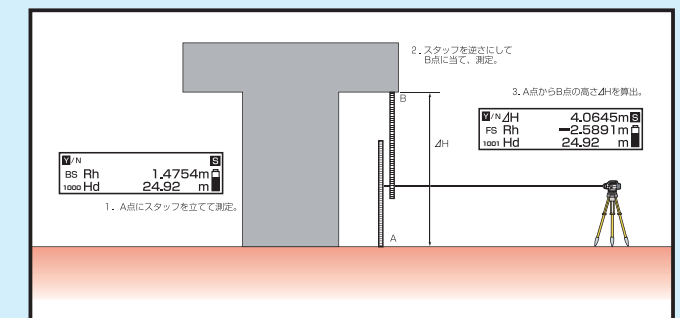 2. スタッフを逆さにして
B点に当て、測定。
3. A点からB点の高さΔHを算出。
B
Y/N ΔH 4.0645m S
FS Rh −2.5891m
1001 Hd 24.92 m
ΔH
Y/N S
BS Rh 1.4754m
1000 Hd 24.92 m
1. A点にスタッフを立てて測定。
A